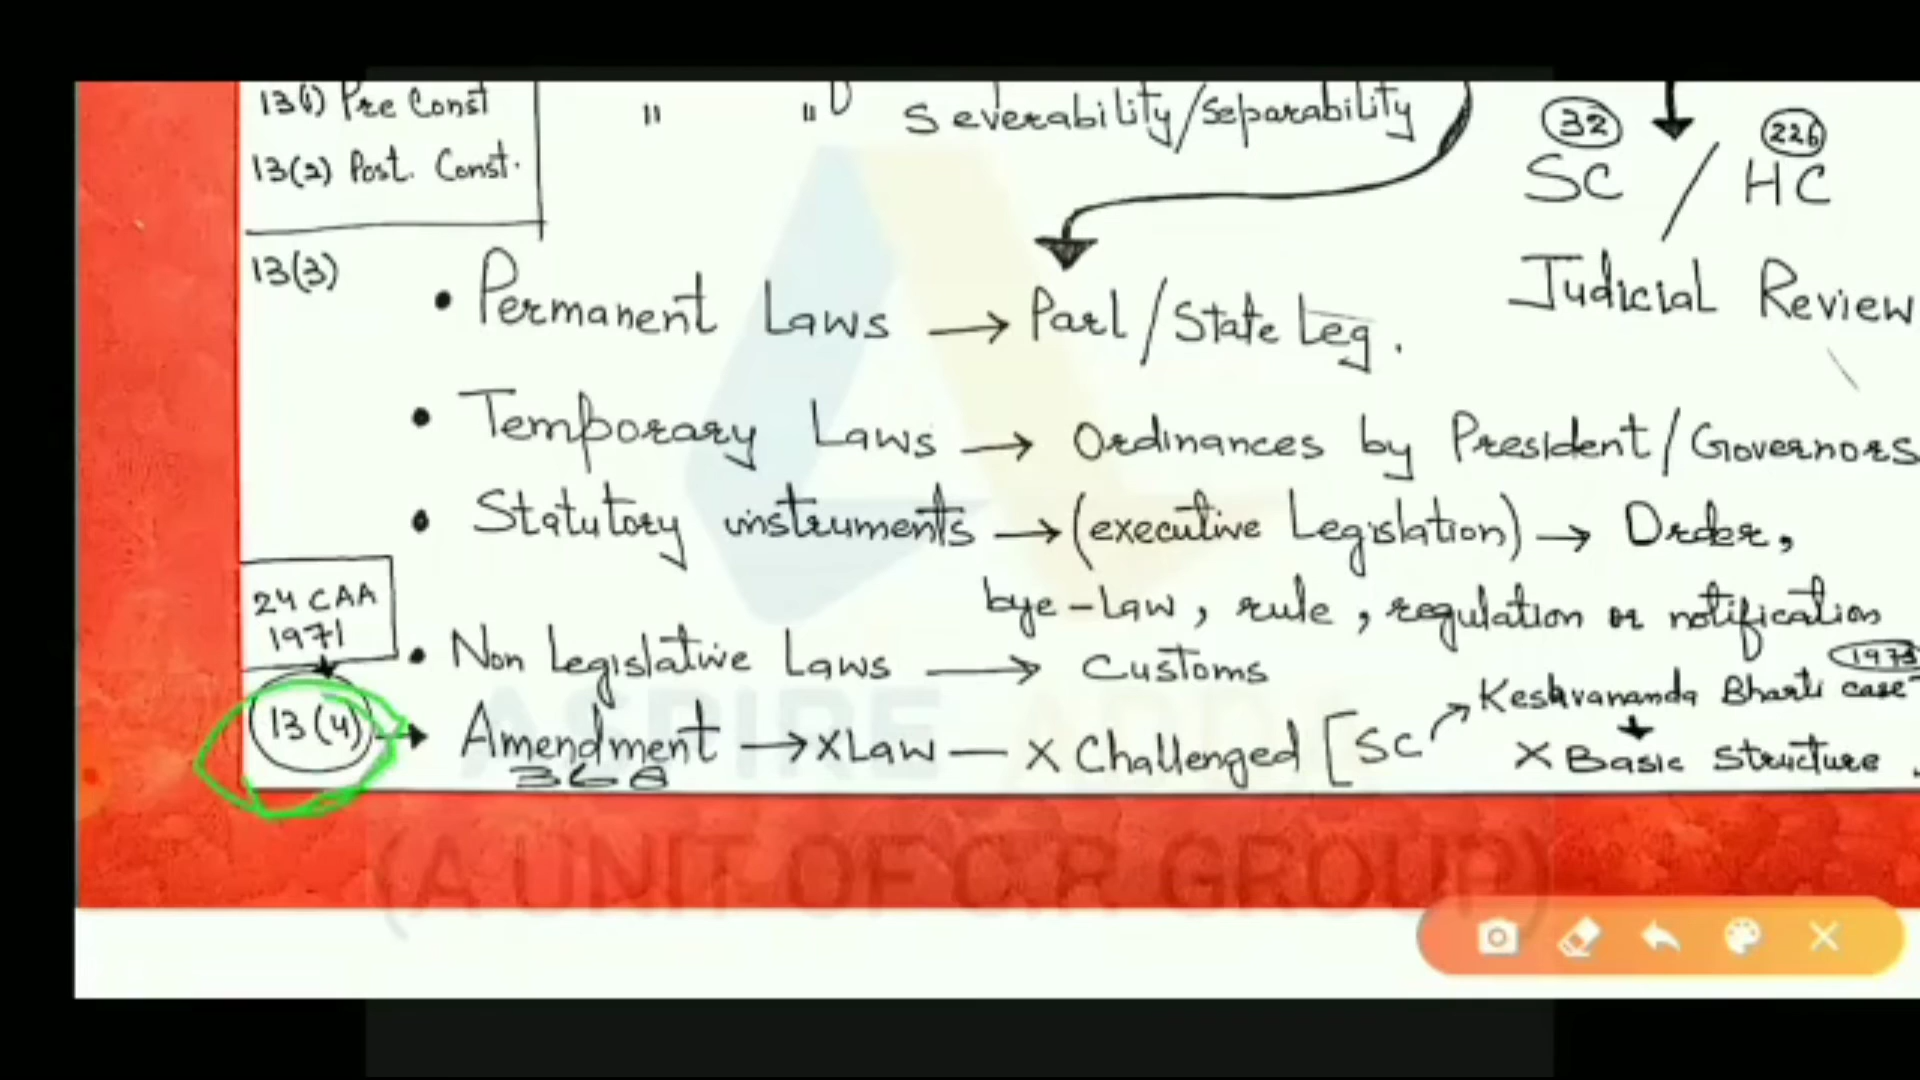 13(1) Pre Const
" " Severability/separability
32 226
13(2) Post. Const.
SC / HC
13(3)
• Permanent Laws → Parl/State Leg.
Judicial Review
• Temporary Laws → Ordinances by President/Governors
• Statutory instruments → (executive Legislation) → Order,
bye-Law, rule, regulation or notification
24 CAA
1971
• Non Legislative Laws → Customs
1973
Keshvananda Bharti case
13(4) → Amendment → X Law — X Challenged [SC
368
X Basic structure.
ASPIRE
(A UNIT OF C.R GROUP)